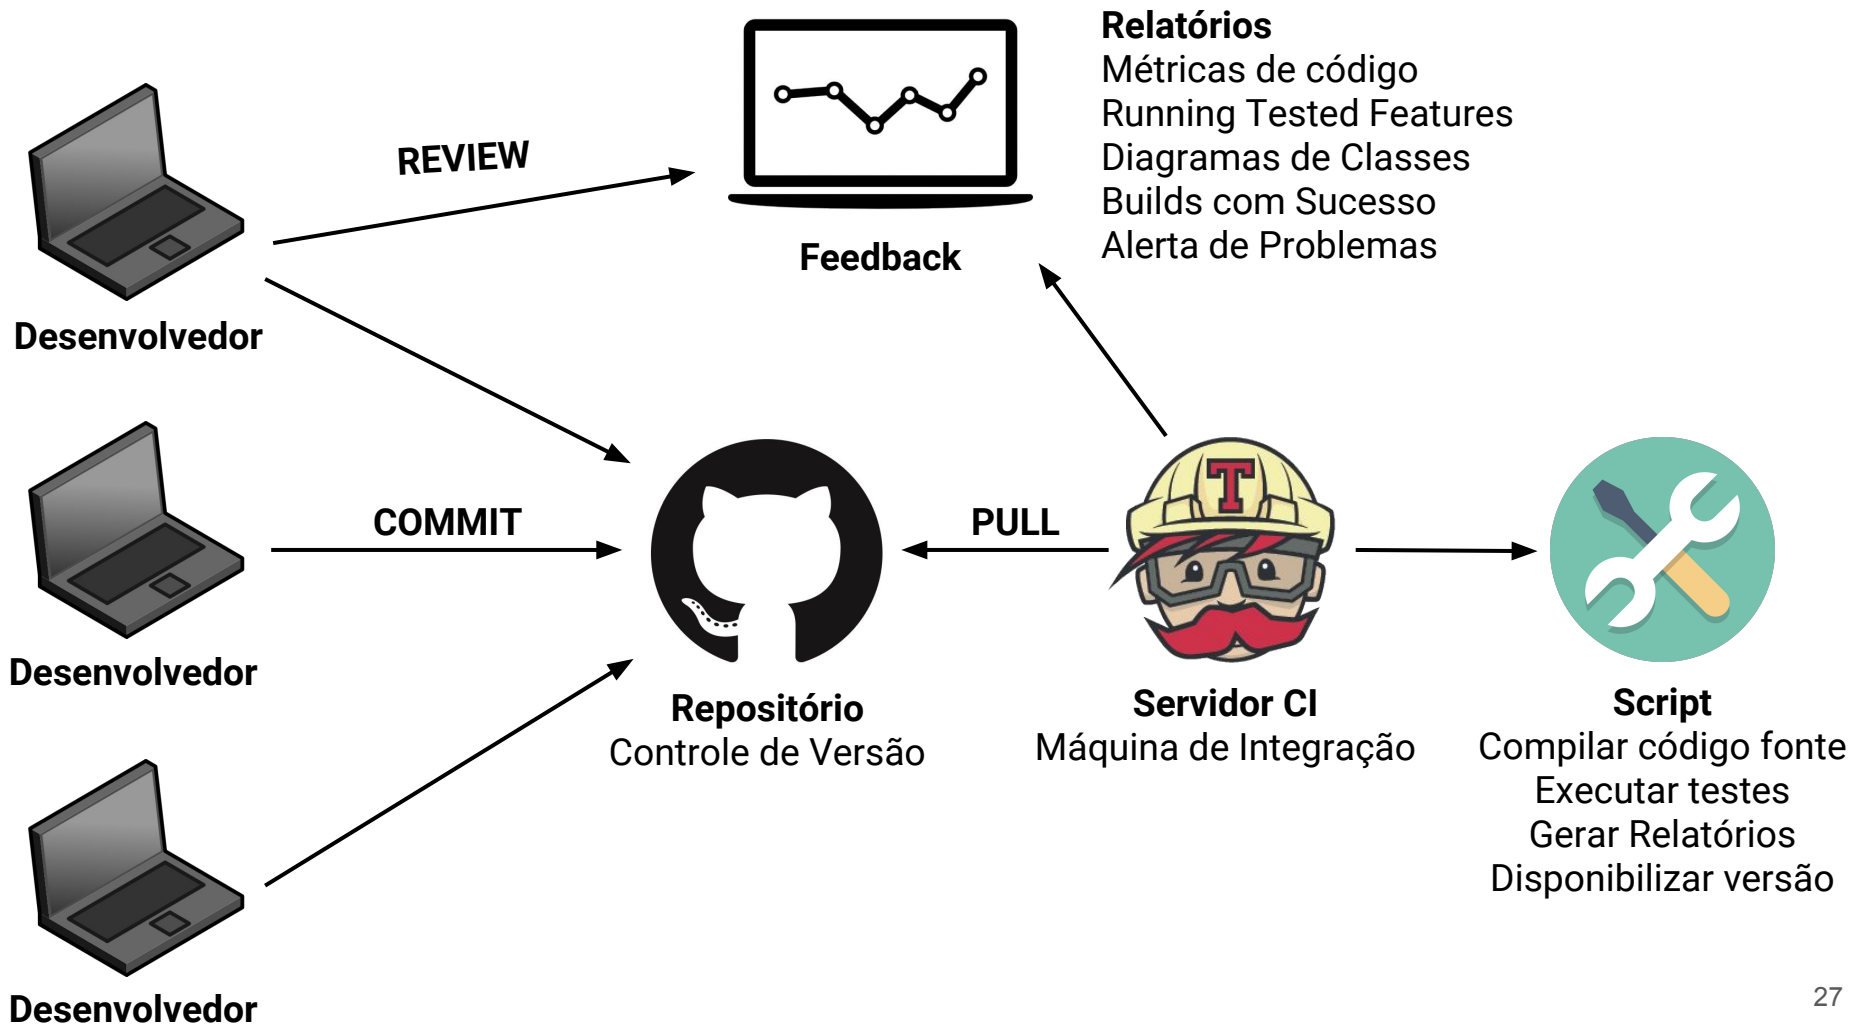 Relatórios
Métricas de código
Running Tested Features
Diagramas de Classes
Builds com Sucesso
Alerta de Problemas
REVIEW
Feedback
Desenvolvedor
COMMIT
PULL
T
Desenvolvedor
Repositório
Controle de Versão
Servidor CI
Máquina de Integração
Script
Compilar código fonte
Executar testes
Gerar Relatórios
Disponibilizar versão
Desenvolvedor
27